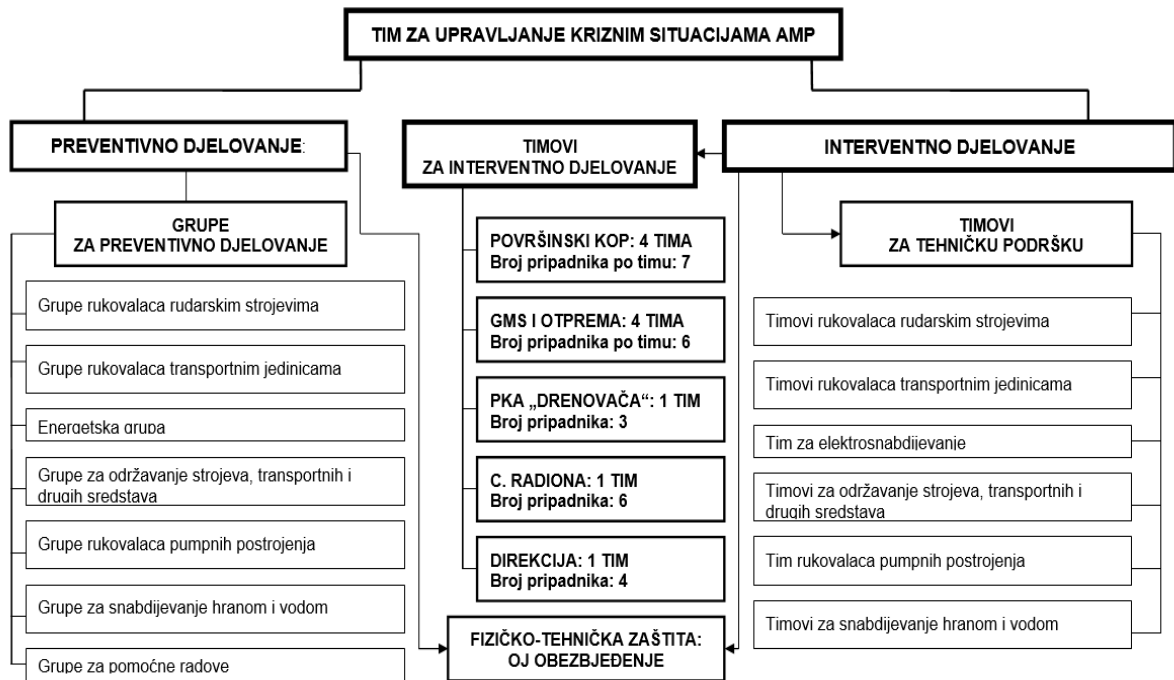 TIM ZA UPRAVLJANJE KRIZNIM SITUACIJAMA AMP
PREVENTIVNO DJELOVANJE:
GRUPE
ZA PREVENTIVNO DJELOVANJE
Grupe rukovalaca rudarskim strojevima
Grupe rukovalaca transportnim jedinicama
Energetska grupa
Grupe za održavanje strojeva, transportnih i
drugih sredstava
Grupe rukovalaca pumpnih postrojenja
Grupe za snabdijevanje hranom i vodom
Grupe za pomoćne radove
TIMOVI
ZA INTERVENTNO DJELOVANJE
POVRŠINSKI KOP: 4 TIMA
Broj pripadnika po timu: 7
GMS I OTPREMA: 4 TIMA
Broj pripadnika po timu: 6
PKA „DRENOVAČA“: 1 TIM
Broj pripadnika: 3
C. RADIONA: 1 TIM
Broj pripadnika: 6
DIREKCIJA: 1 TIM
Broj pripadnika: 4
FIZIČKO-TEHNIČKA ZAŠTITA:
OJ OBEZBJEĐENJE
INTERVENTNO DJELOVANJE
TIMOVI
ZA TEHNIČKU PODRŠKU
Timovi rukovalaca rudarskim strojevima
Timovi rukovalaca transportnim jedinicama
Tim za elektrosnabdijevanje
Timovi za održavanje strojeva, transportnih i
drugih sredstava
Tim rukovalaca pumpnih postrojenja
Timovi za snabdijevanje hranom i vodom